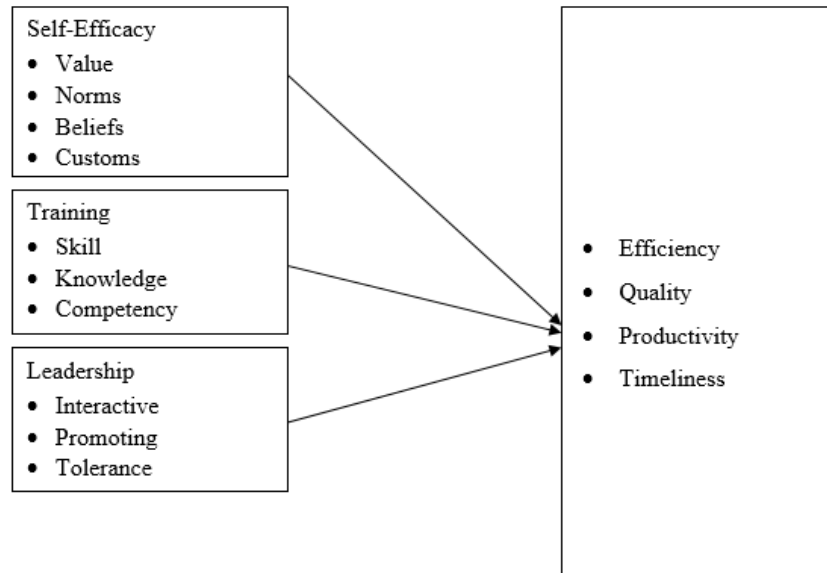 Self-Efficacy
• Value
• Norms
• Beliefs
• Customs
Training
• Skill
• Knowledge
• Competency
Leadership
• Interactive
• Promoting
• Tolerance
• Efficiency
• Quality
• Productivity
• Timeliness